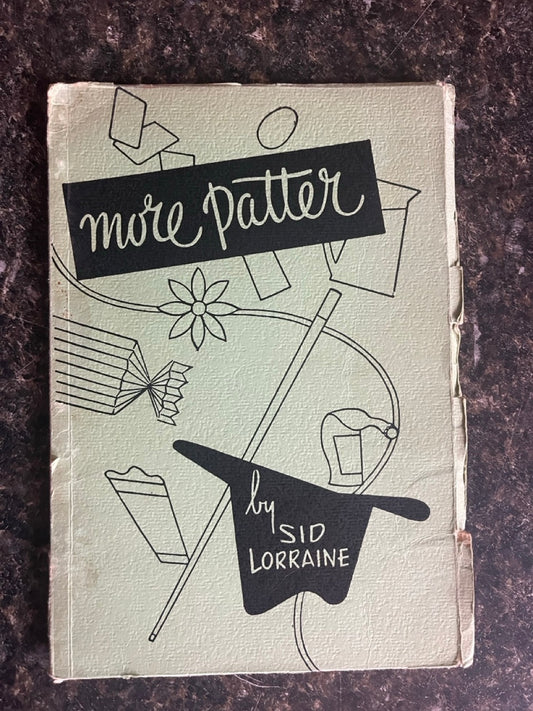 more patter
by
SID
LORRAINE